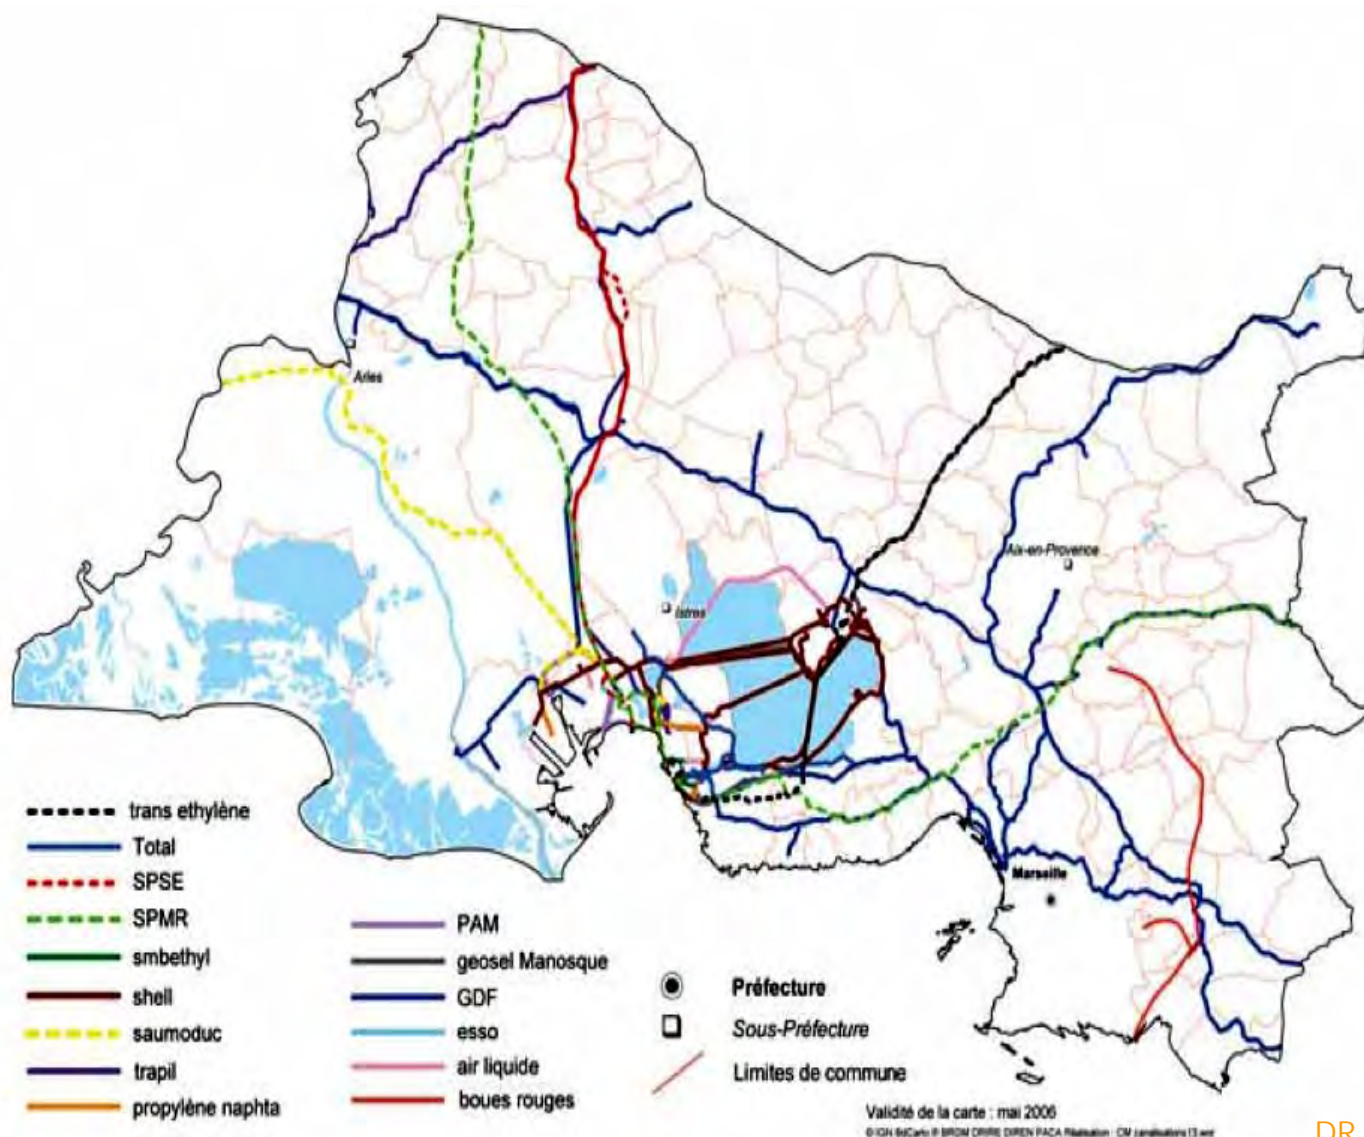 Arles
Aix-en-Provence
Istres
Marseille
trans ethylène
Total
SPSE
SPMR
smbethyl
shell
saumoduc
trapil
propylène naphta
PAM
geosel Manosque
GDF
esso
air liquide
boues rouges
Préfecture
Sous-Préfecture
Limites de commune
Validité de la carte : mai 2006
DR